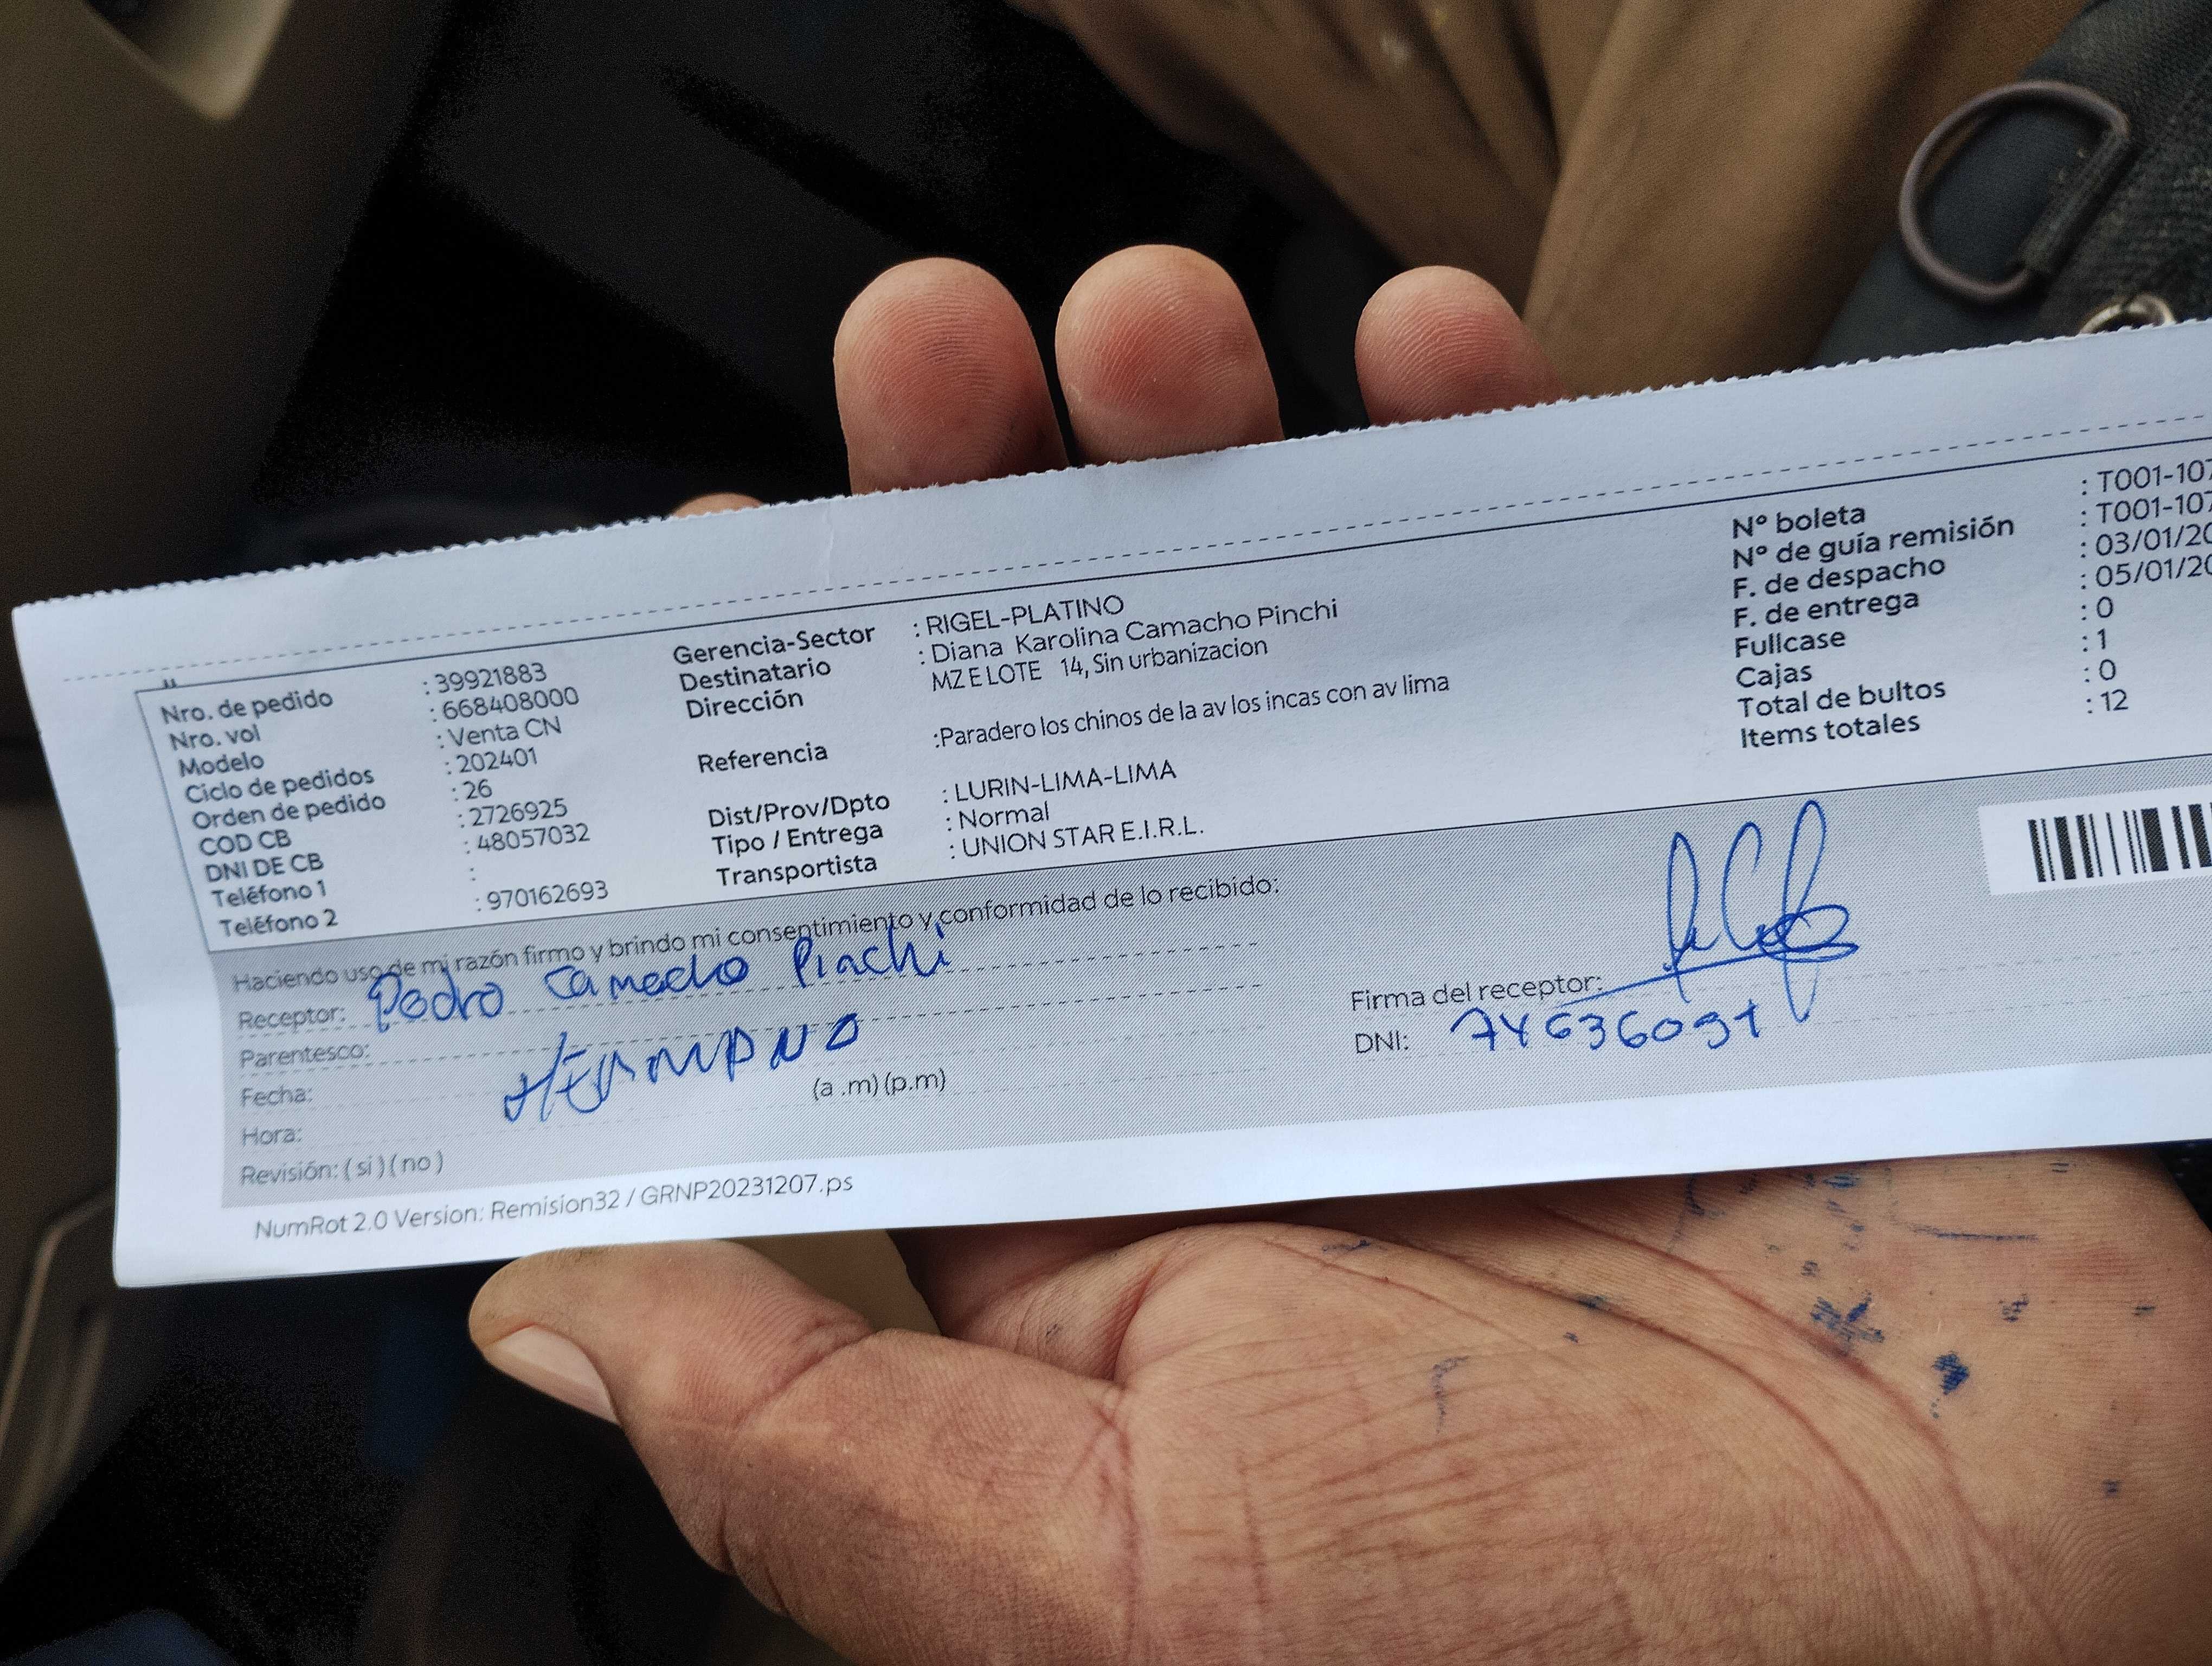 Nro. de pedido : 39921883
Nro. vol : 668408000
Modelo : Venta CN
Ciclo de pedidos : 202401
Orden de pedido : 26
COD CB : 2726925
DNI DE CB : 48057032
Teléfono 1 :
Teléfono 2 : 970162693
Gerencia-Sector : RIGEL-PLATINO
Destinatario : Diana Karolina Camacho Pinchi
Dirección MZ E LOTE 14, Sin urbanizacion
Referencia :Paradero los chinos de la av los incas con av lima
Dist/Prov/Dpto : LURIN-LIMA-LIMA
Tipo / Entrega : Normal
Transportista : UNION STAR E.I.R.L.
Nº boleta : T001-107
Nº de guía remisión : T001-107
F. de despacho : 03/01/20
F. de entrega : 05/01/20
Fullcase : 0
Cajas : 1
Total de bultos : 0
Items totales : 12
Haciendo uso de mi razón firmo y brindo mi consentimiento y conformidad de lo recibido:
Receptor: Pedro Camacho Pinchi
Parentesco: HERMANO
Fecha:
Hora: (a .m) (p.m)
Revisión: ( si ) ( no )
Firma del receptor:
DNI: 74636091
NumRot 2.0 Version: Remision32 / GRNP20231207.ps